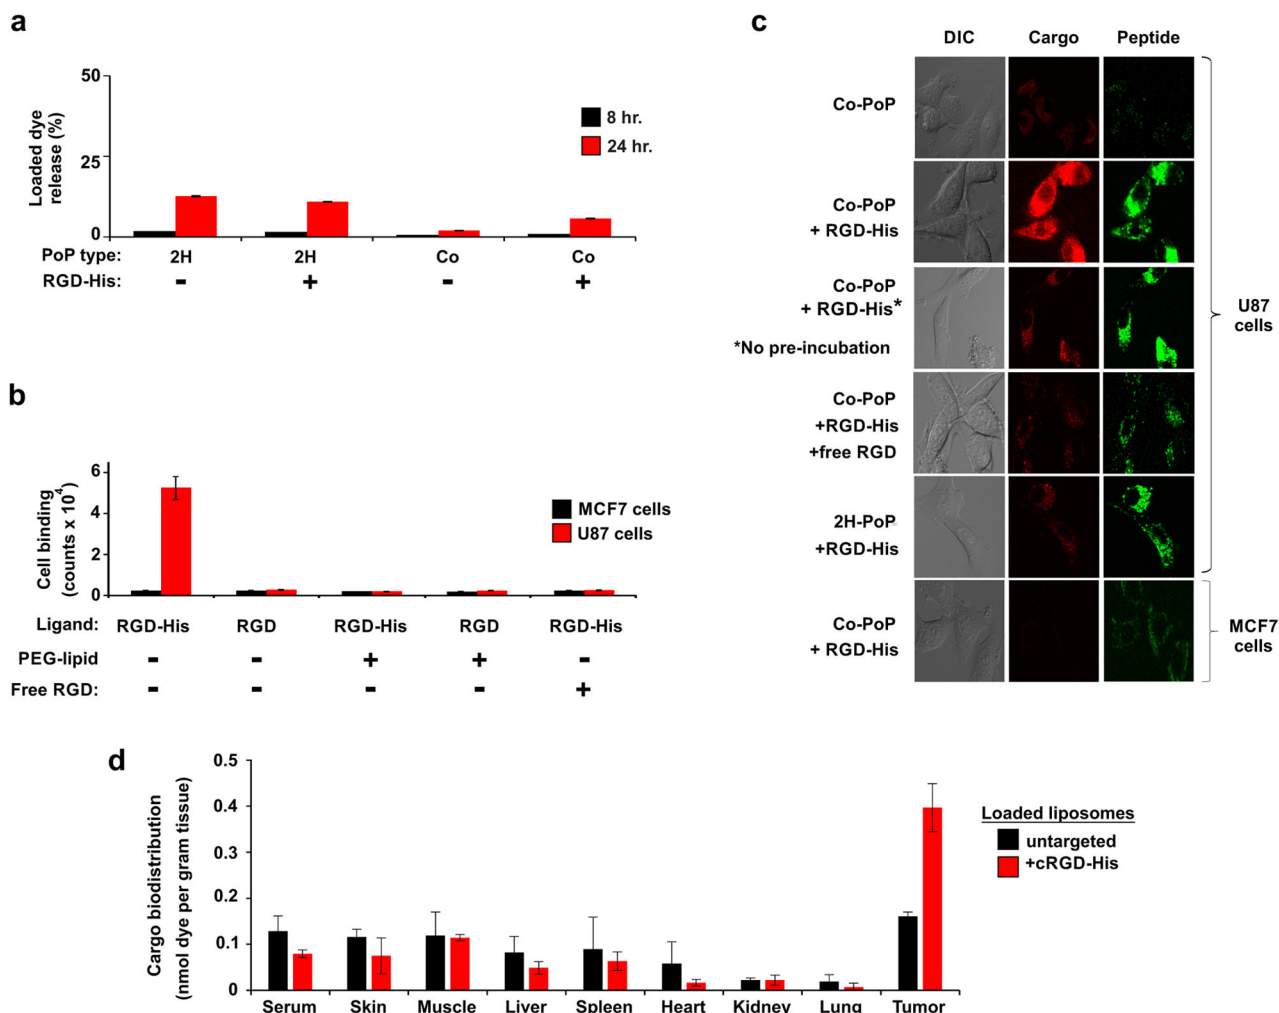 a
50
25
0
Loaded dye
release (%)
8 hr.
24 hr.
PoP type: 2H 2H Co Co
RGD-His: - + - +
b
6
4
2
0
Cell binding
(counts x 10⁴)
MCF7 cells
U87 cells
Ligand: RGD-His RGD RGD-His RGD RGD-His
PEG-lipid - - + + -
Free RGD: - - - - +
c
DIC Cargo Peptide
Co-PoP
Co-PoP
+ RGD-His
Co-PoP
+ RGD-His*
*No pre-incubation
Co-PoP
+RGD-His
+free RGD
2H-PoP
+RGD-His
Co-PoP
+ RGD-His
U87
cells
MCF7
cells
d
0.5
0.4
0.3
0.2
0.1
0
Cargo biodistribution
(nmol dye per gram tissue)
Loaded liposomes
untargeted
+cRGD-His
Serum Skin Muscle Liver Spleen Heart Kidney Lung Tumor